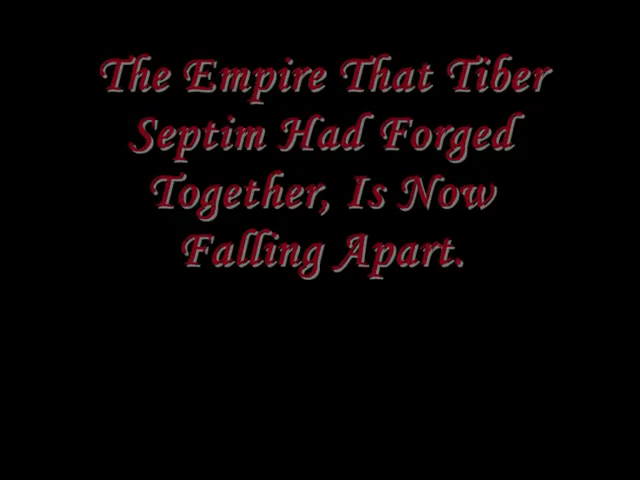 The Empire That Tiber
Septim Had Forged
Together, Is Now
Falling Apart.